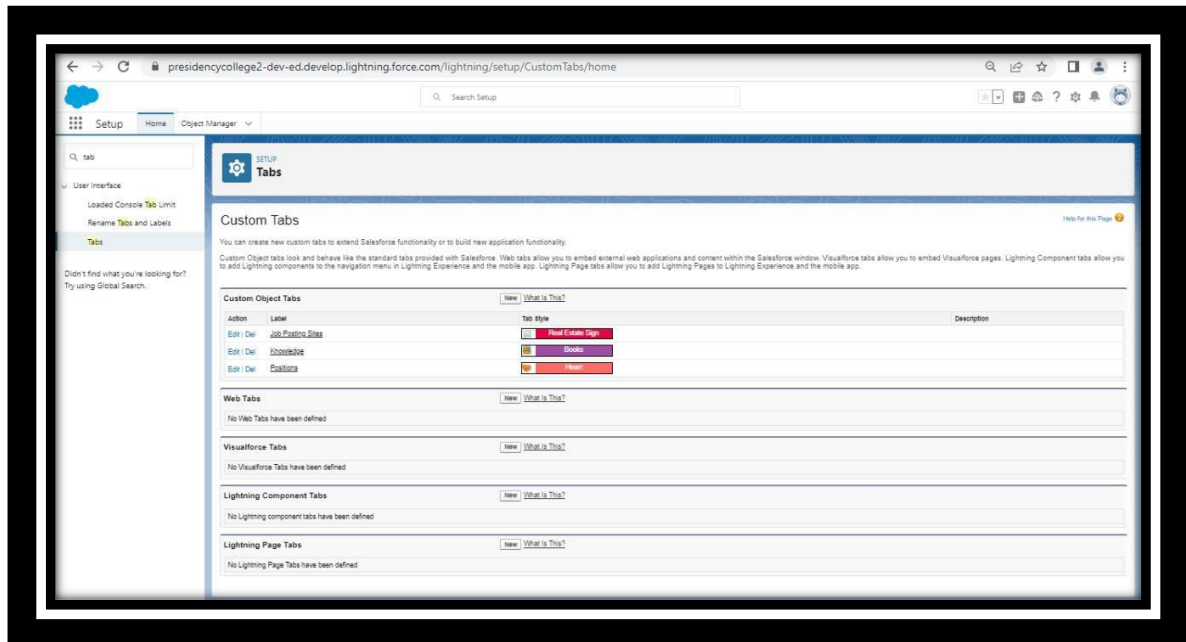 presidencycollege2-dev-ed.develop.lightning.force.com/lightning/setup/CustomTabs/home
Search Setup
Setup Home Object Manager
tab
User Interface
Loaded Console Tab Limit
Rename Tabs and Labels
Tabs
Didn't find what you're looking for?
Try using Global Search.
SETUP
Tabs
Custom Tabs
Help for this Page
You can create new custom tabs to extend Salesforce functionality or to build new application functionality.
Custom Object tabs look and behave like the standard tabs provided with Salesforce. Web tabs allow you to embed external web applications and content within the Salesforce window. Visualforce tabs allow you to embed Visualforce pages. Lightning Component tabs allow you
to add Lightning components to the navigation menu in Lightning Experience and the mobile app. Lightning Page tabs allow you to add Lightning Pages to Lightning Experience and the mobile app.
Custom Object Tabs New What Is This?
Action Label Tab Style Description
Edit | Del Job Posting Sites Real Estate Sign
Edit | Del Knowledge Books
Edit | Del Positions Heart
Web Tabs New What Is This?
No Web Tabs have been defined
Visualforce Tabs New What Is This?
No Visualforce Tabs have been defined
Lightning Component Tabs New What Is This?
No Lightning component tabs have been defined
Lightning Page Tabs New What Is This?
No Lightning Page Tabs have been defined